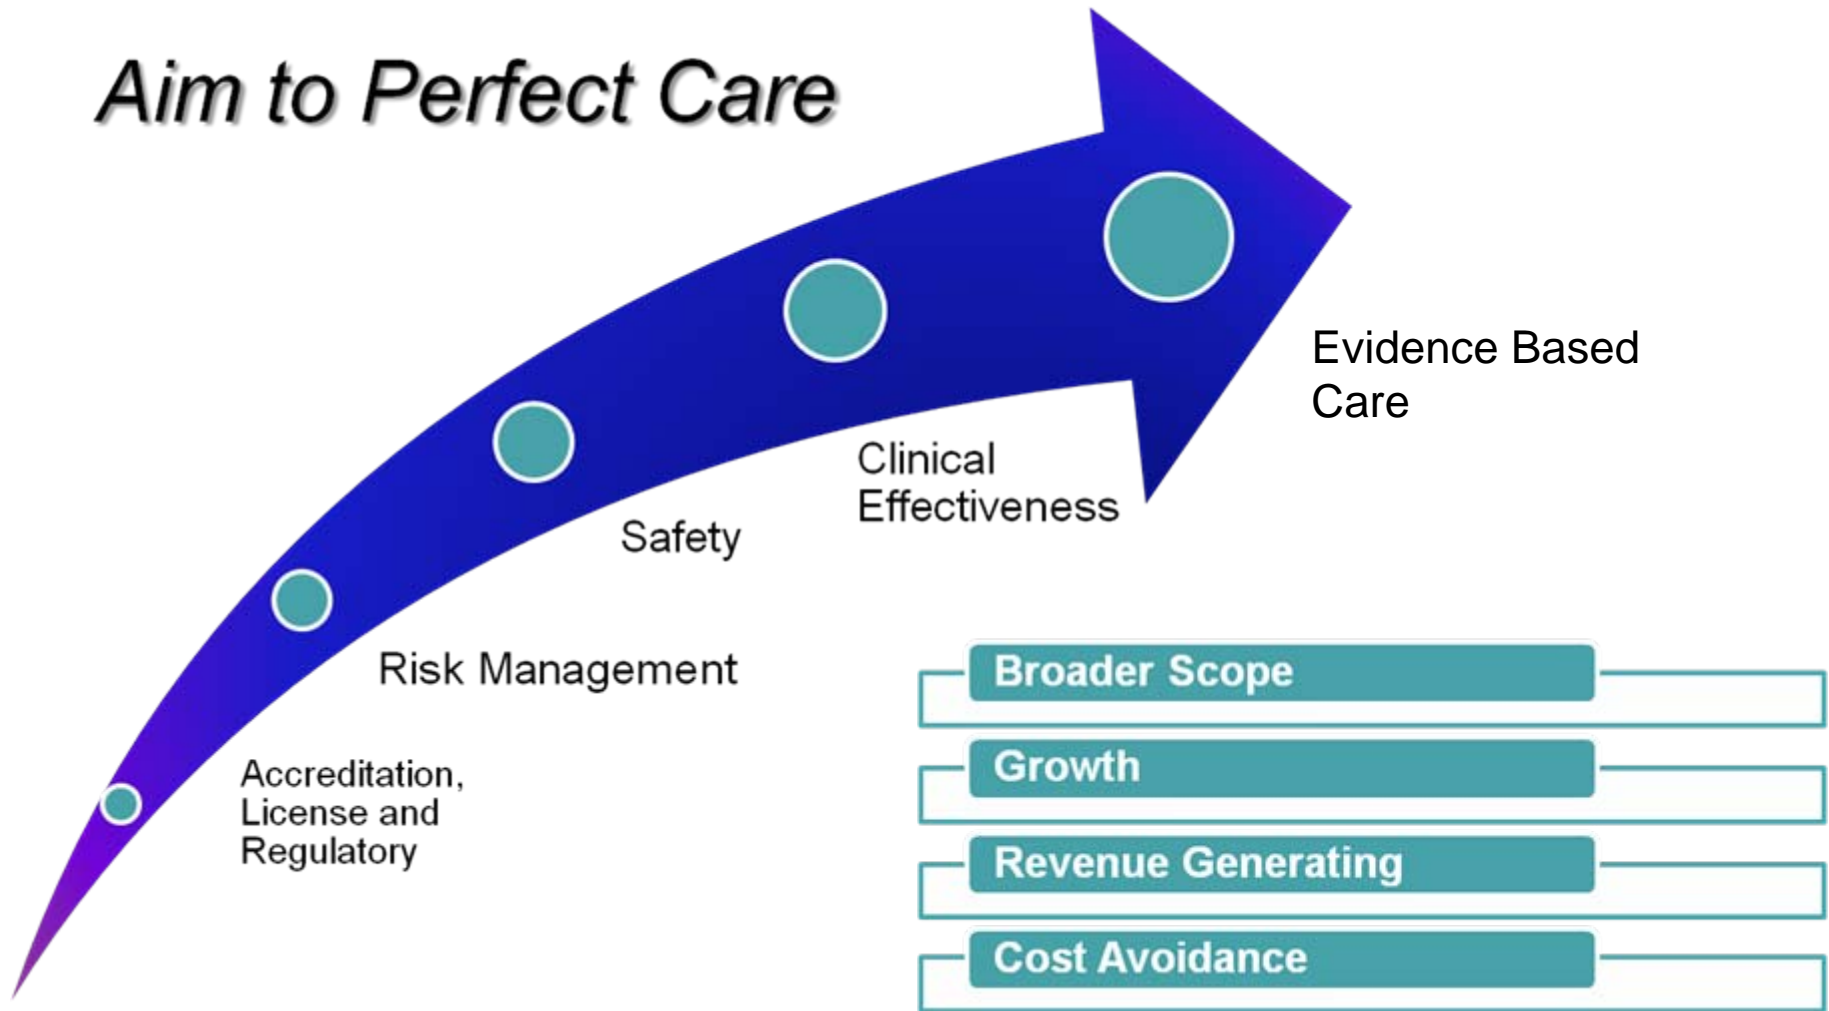 Aim to Perfect Care
Evidence Based
Care
Clinical
Effectiveness
Safety
Risk Management
Accreditation,
License and
Regulatory
Broader Scope
Growth
Revenue Generating
Cost Avoidance